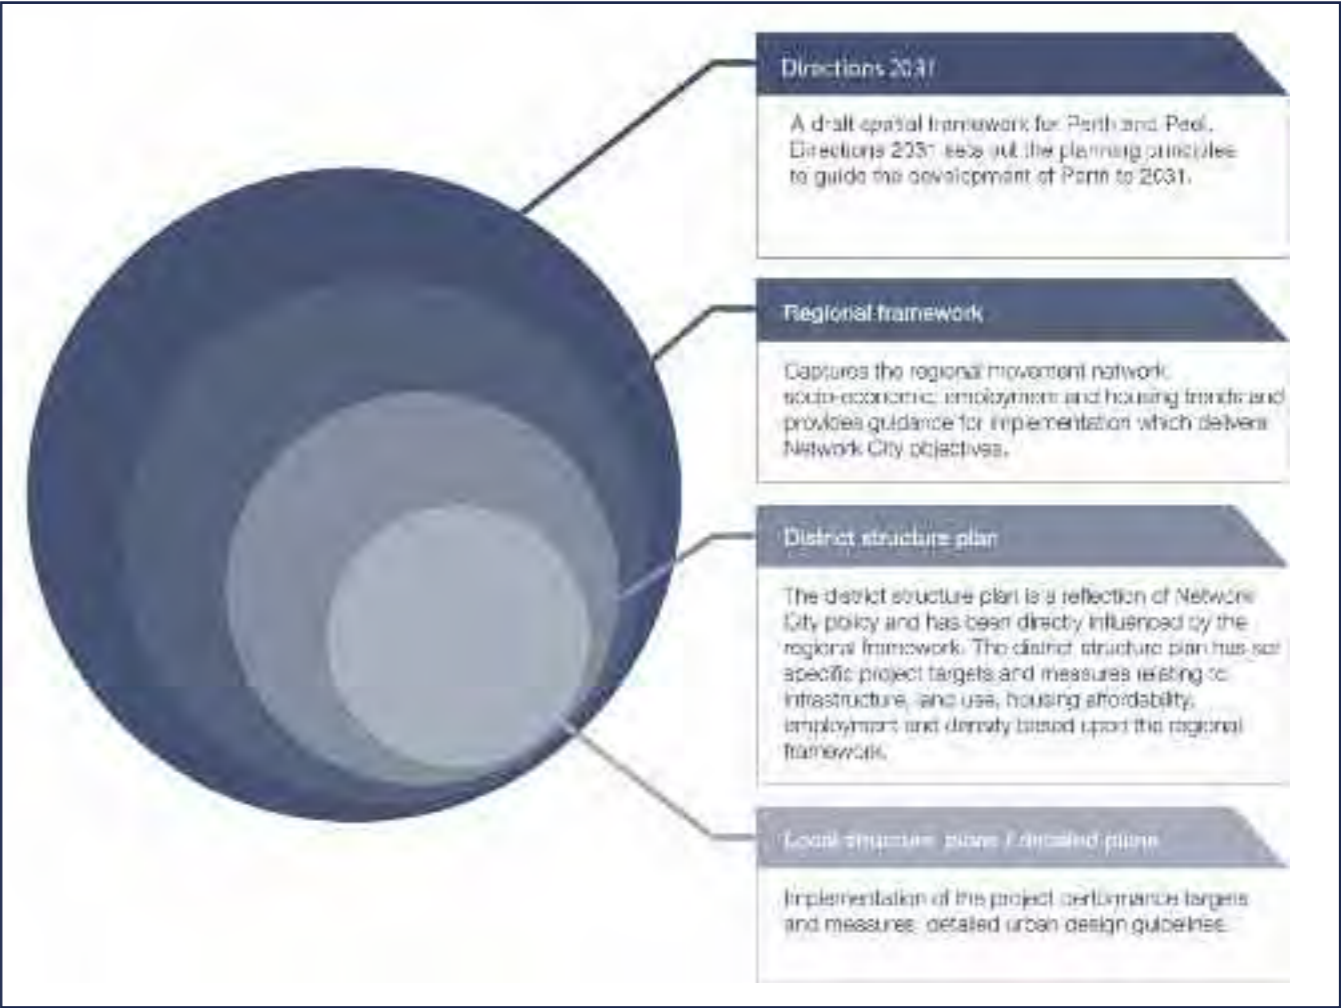 Directions 2031
A draft spatial framework for Perth and Peel.
Directions 2031 sets out the planning principles
to guide the development of Perth to 2031.
Regional framework
Captures the regional movement network,
socio-economic, employment and housing trends and
provides guidance for implementation which delivers
Network City objectives.
District structure plan
The district structure plan is a reflection of Network
City policy and has been directly influenced by the
regional framework. The district structure plan has set
specific project targets and measures relating to
infrastructure, land use, housing affordability,
employment and density based upon the regional
framework.
Local structure plans / detailed plans
Implementation of the project performance targets
and measures, detailed urban design guidelines.